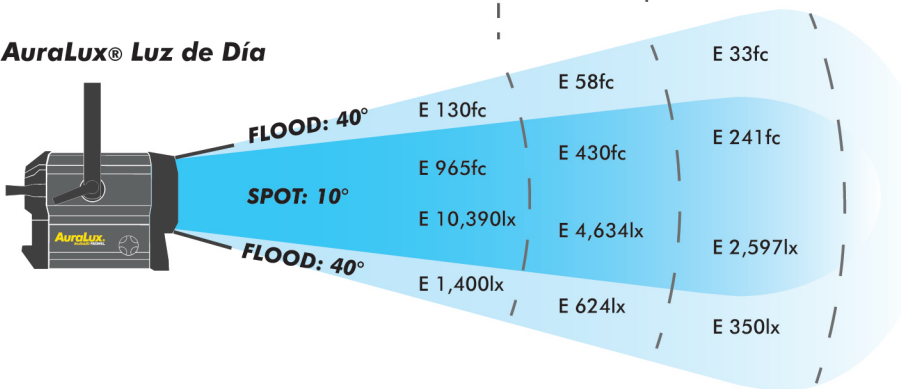 AuraLux® Luz de Día
FLOOD: 40°
SPOT: 10°
FLOOD: 40°
E 130fc
E 965fc
E 10,390lx
E 1,400lx
E 58fc
E 430fc
E 4,634lx
E 624lx
E 33fc
E 241fc
E 2,597lx
E 350lx
AuraLux®
FRESNEL